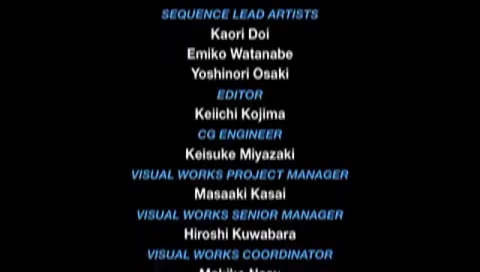 SEQUENCE LEAD ARTISTS
Kaori Doi
Emiko Watanabe
Yoshinori Osaki
EDITOR
Keiichi Kojima
CG ENGINEER
Keisuke Miyazaki
VISUAL WORKS PROJECT MANAGER
Masaaki Kasai
VISUAL WORKS SENIOR MANAGER
Hiroshi Kuwabara
VISUAL WORKS COORDINATOR